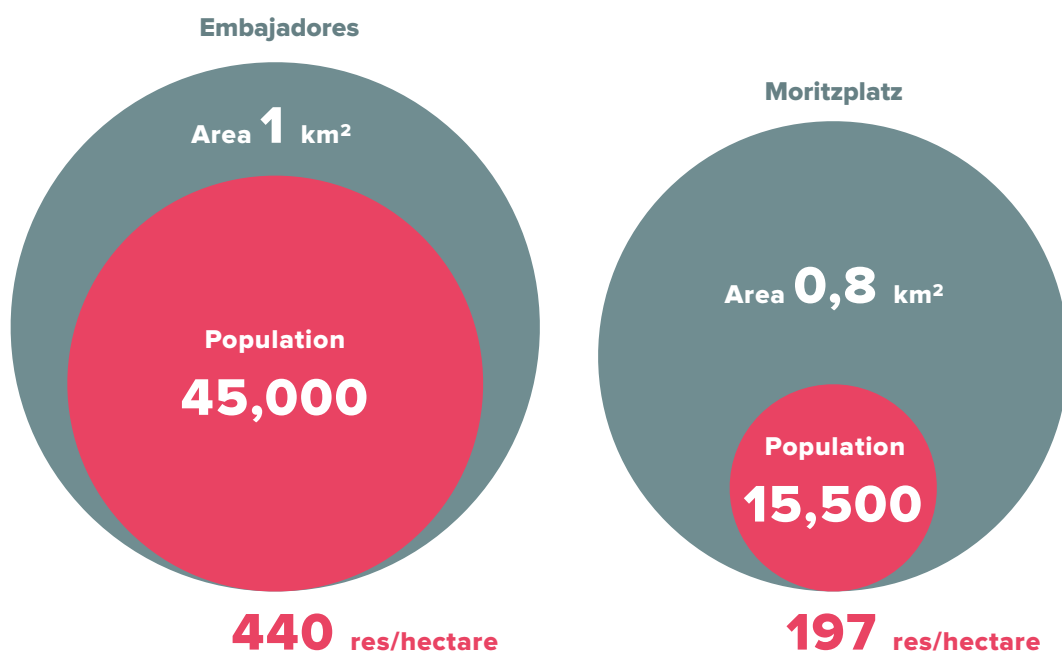 Embajadores
Area 1 km²
Population
45,000
440 res/hectare
Moritzplatz
Area 0,8 km²
Population
15,500
197 res/hectare